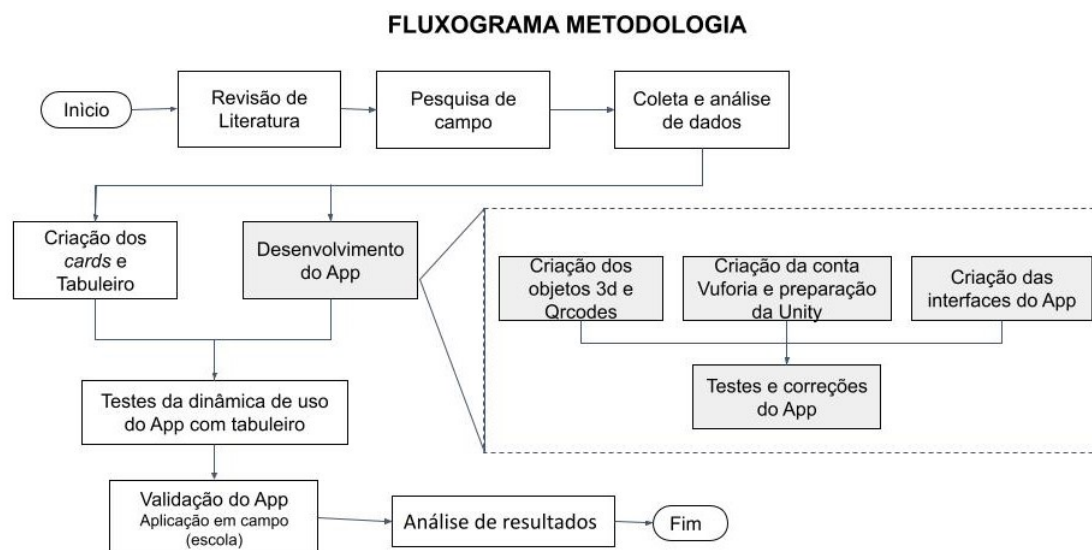 FLUXOGRAMA METODOLOGIA
Inìcio
Revisão de
Literatura
Pesquisa de
campo
Coleta e análise
de dados
Criação dos
cards e
Tabuleiro
Desenvolvimento
do App
Criação dos
objetos 3d e
Qrcodes
Criação da conta
Vuforia e preparação
da Unity
Criação das
interfaces do App
Testes e correções
do App
Testes da dinâmica de uso
do App com tabuleiro
Validação do App
Aplicação em campo
(escola)
Análise de resultados
Fim